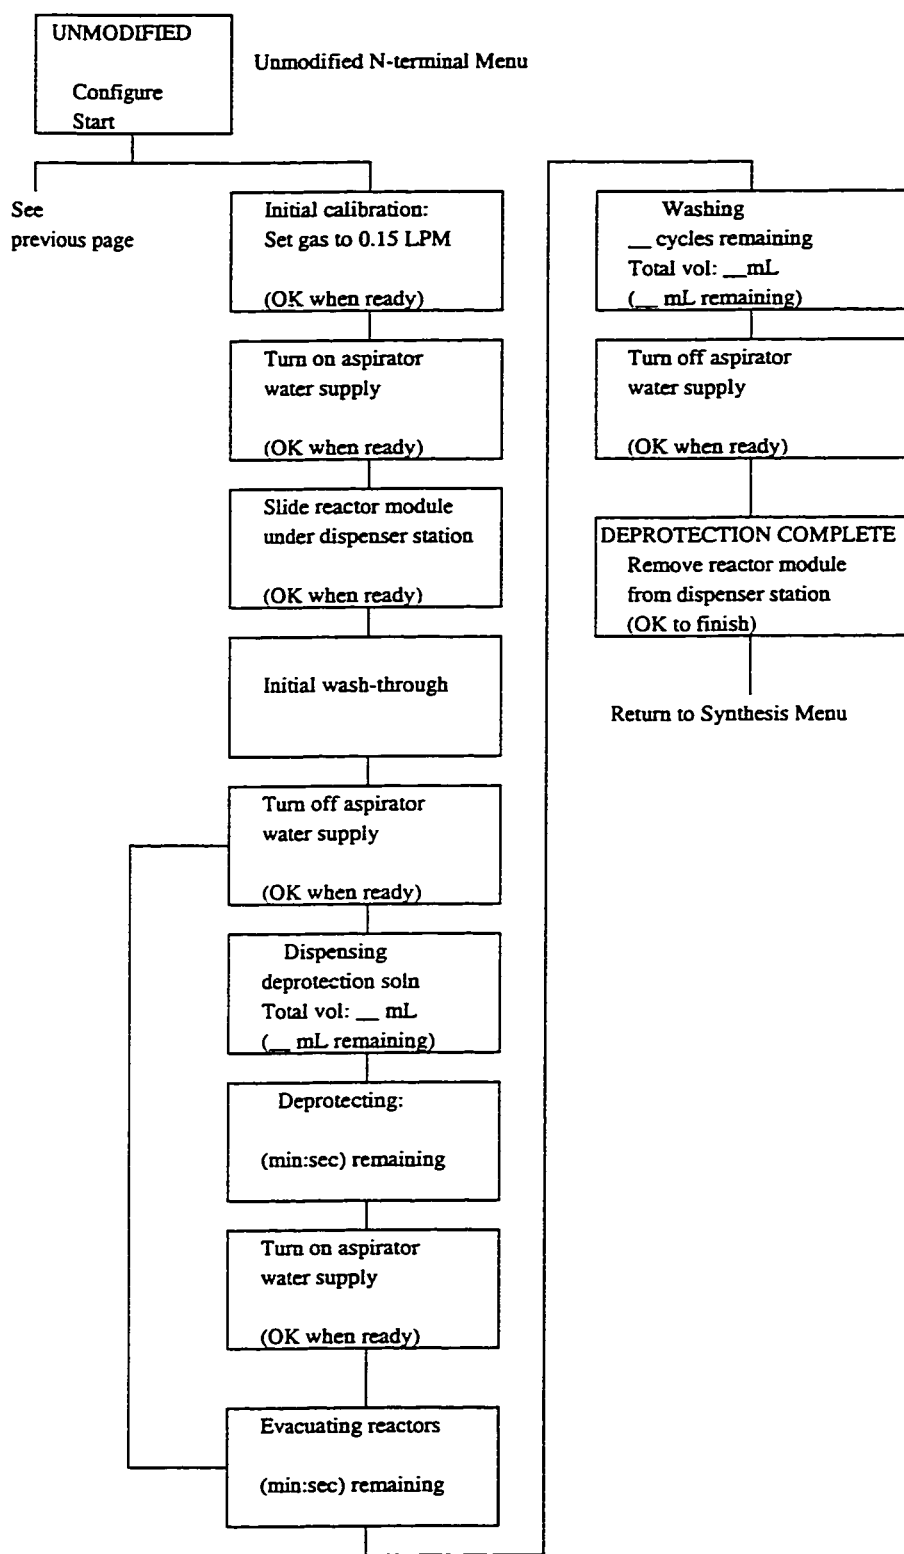 UNMODIFIED
Configure
Start
Unmodified N-terminal Menu
See
previous page
Initial calibration:
Set gas to 0.15 LPM
(OK when ready)
Turn on aspirator
water supply
(OK when ready)
Slide reactor module
under dispenser station
(OK when ready)
Initial wash-through
Turn off aspirator
water supply
(OK when ready)
Dispensing
deprotection soln
Total vol: __ mL
(__ mL remaining)
Deprotecting:
(min:sec) remaining
Turn on aspirator
water supply
(OK when ready)
Evacuating reactors
(min:sec) remaining
Washing
__ cycles remaining
Total vol: __mL
(__ mL remaining)
Turn off aspirator
water supply
(OK when ready)
DEPROTECTION COMPLETE
Remove reactor module
from dispenser station
(OK to finish)
Return to Synthesis Menu